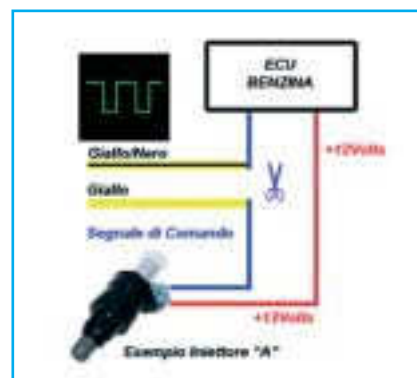 ECU
BENZINA
Giallo/Nero
+12Volts
Giallo
Segnale di Comando
+12Volts
Esempio Iniettore "A"